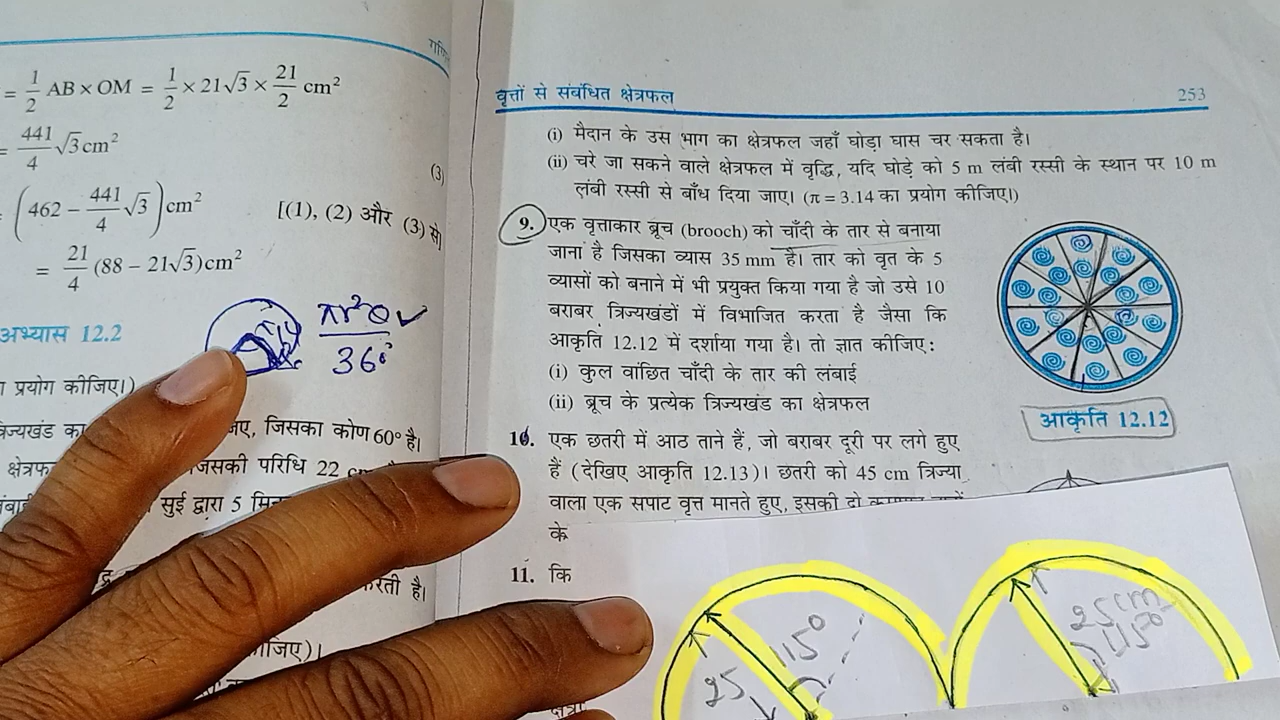 गणि
= 1/2 AB × OM = 1/2 × 21√3 × 21/2 cm²
= 441/4 √3 cm²
(3)
= (462 – 441/4 √3) cm² [(1), (2) और (3) से]
= 21/4 (88 – 21√3) cm²
πr²θ/360° ✓
अभ्यास 12.2
प्रयोग कीजिए।)
जिसका कोण 60° है।
जिसकी परिधि 22
सुई द्वारा 5
करती है।
वृत्तों से संबंधित क्षेत्रफल 253
(i) मैदान के उस भाग का क्षेत्रफल जहाँ घोड़ा घास चर सकता है।
(ii) चरे जा सकने वाले क्षेत्रफल में वृद्धि, यदि घोड़े को 5 m लंबी रस्सी के स्थान पर 10 m
लंबी रस्सी से बाँध दिया जाए। (π = 3.14 का प्रयोग कीजिए।)
9. एक वृत्ताकार ब्रूच (brooch) को चाँदी के तार से बनाया
जाना है जिसका व्यास 35 mm है। तार को वृत के 5
व्यासों को बनाने में भी प्रयुक्त किया गया है जो उसे 10
बराबर त्रिज्यखंडों में विभाजित करता है जैसा कि
आकृति 12.12 में दर्शाया गया है। तो ज्ञात कीजिए :
(i) कुल वांछित चाँदी के तार की लंबाई
(ii) ब्रूच के प्रत्येक त्रिज्यखंड का क्षेत्रफल
आकृति 12.12
10. एक छतरी में आठ ताने हैं, जो बराबर दूरी पर लगे हुए
हैं (देखिए आकृति 12.13)। छतरी को 45 cm त्रिज्या
वाला एक सपाट वृत्त मानते हुए, इसकी दो
के
11. कि
25 115°
25cm 115°